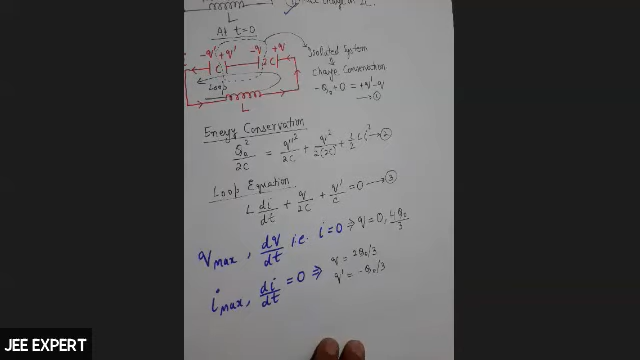 L
At t=0
-q' +q' -q +q
C 2C
Loop
L
Isolated System
Charge Conservation
-Q₀+0 = +q'-q
→①
Energy Conservation
Q₀²/2C = q'²/2C + q²/2(2C) + 1/2 Li² →②
Loop Equation
L di/dt + q/2C + q'/C = 0 →③
q max, dq/dt i.e. i=0 ⇒ q=0, 4Q₀/3
i max, di/dt = 0 ⇒ q = 2Q₀/3
q' = -Q₀/3
JEE EXPERT